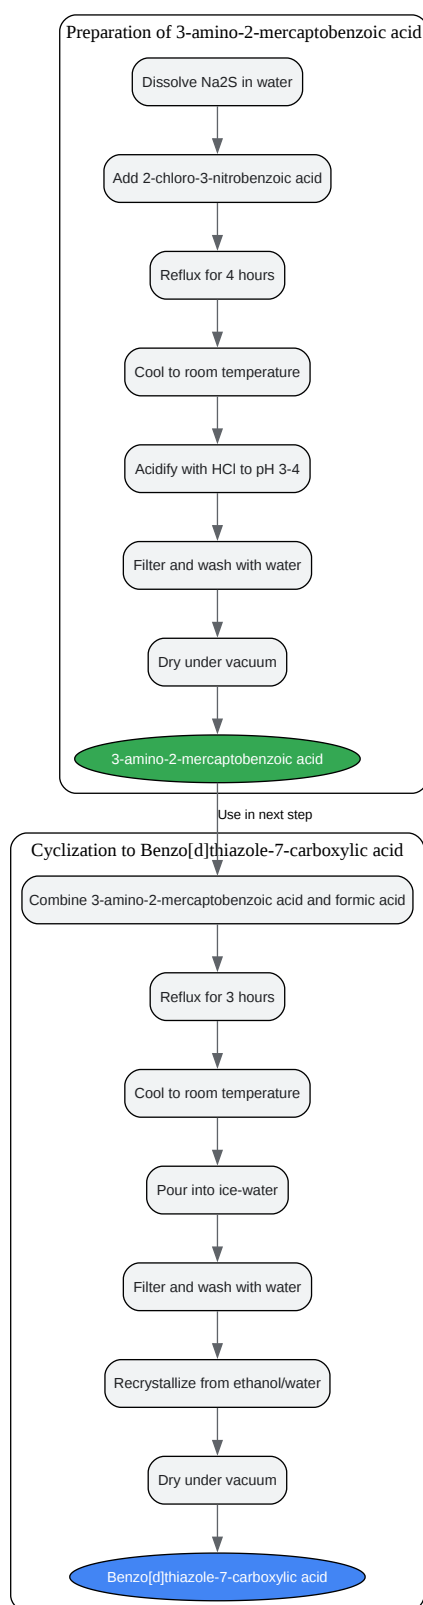 Preparation of 3-amino-2-mercaptobenzoic acid
Dissolve Na2S in water
Add 2-chloro-3-nitrobenzoic acid
Reflux for 4 hours
Cool to room temperature
Acidify with HCl to pH 3-4
Filter and wash with water
Dry under vacuum
3-amino-2-mercaptobenzoic acid
Use in next step
Cyclization to Benzo[d]thiazole-7-carboxylic acid
Combine 3-amino-2-mercaptobenzoic acid and formic acid
Reflux for 3 hours
Cool to room temperature
Pour into ice-water
Filter and wash with water
Recrystallize from ethanol/water
Dry under vacuum
Benzo[d]thiazole-7-carboxylic acid